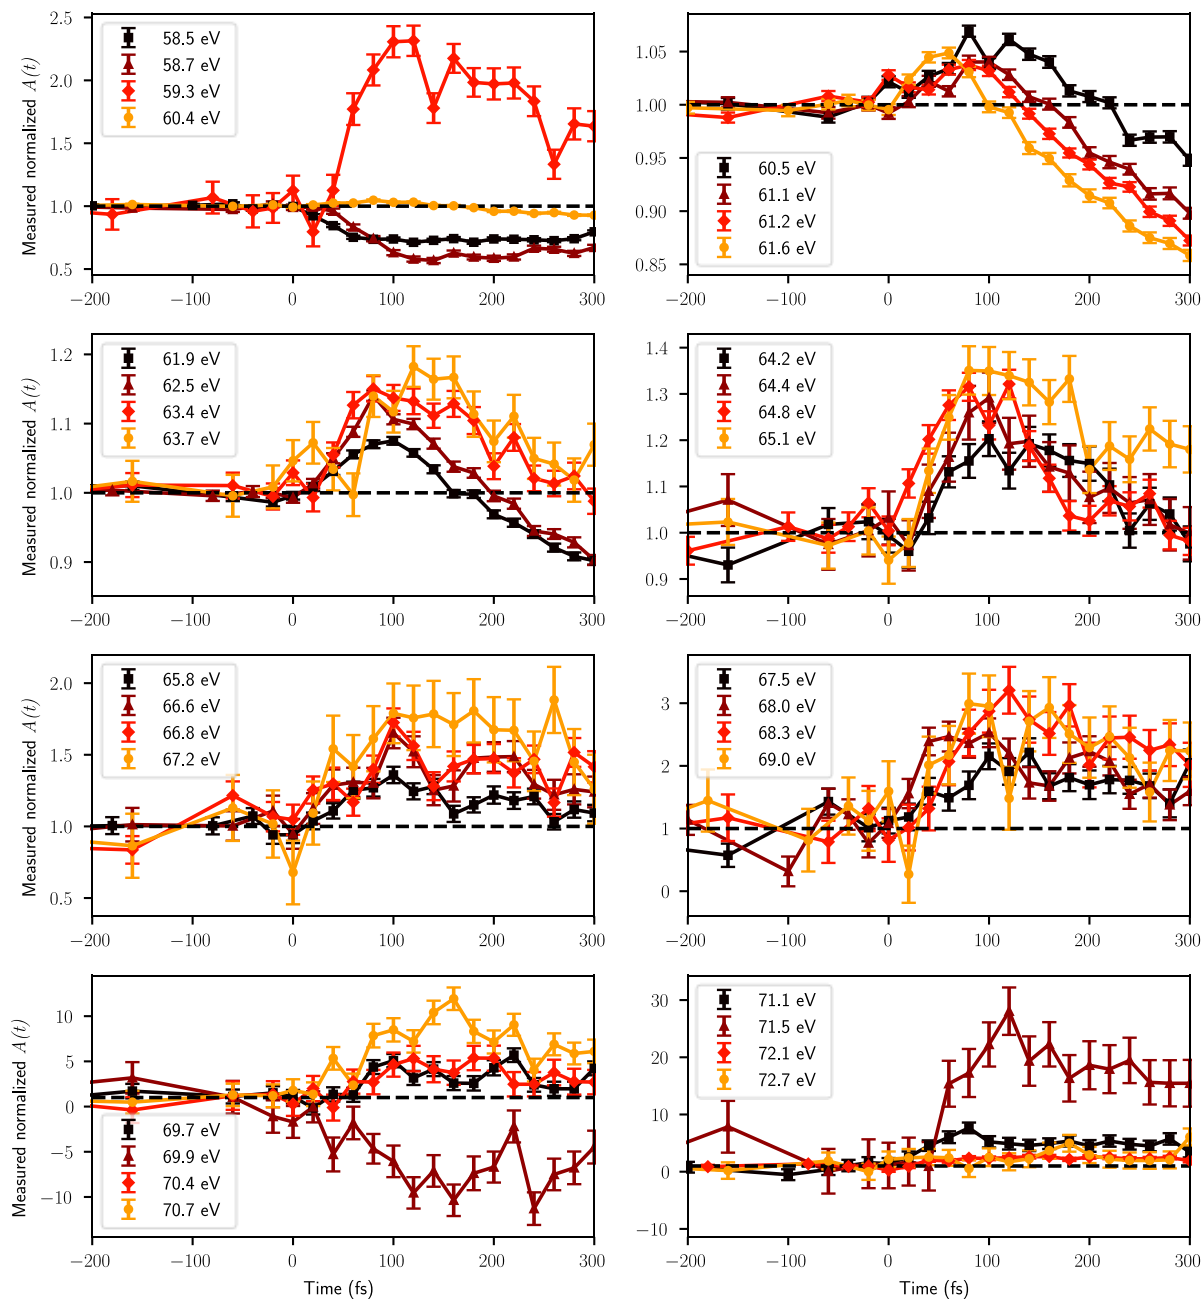 Measured normalized A(t)
2.5
2.0
1.5
1.0
0.5
58.5 eV
58.7 eV
59.3 eV
60.4 eV
−200 −100 0 100 200 300
1.05
1.00
0.95
0.90
0.85
60.5 eV
61.1 eV
61.2 eV
61.6 eV
−200 −100 0 100 200 300
Measured normalized A(t)
1.2
1.1
1.0
0.9
61.9 eV
62.5 eV
63.4 eV
63.7 eV
−200 −100 0 100 200 300
1.4
1.3
1.2
1.1
1.0
0.9
64.2 eV
64.4 eV
64.8 eV
65.1 eV
−200 −100 0 100 200 300
Measured normalized A(t)
2.0
1.5
1.0
0.5
65.8 eV
66.6 eV
66.8 eV
67.2 eV
−200 −100 0 100 200 300
3
2
1
0
67.5 eV
68.0 eV
68.3 eV
69.0 eV
−200 −100 0 100 200 300
Measured normalized A(t)
10
5
0
−5
−10
69.7 eV
69.9 eV
70.4 eV
70.7 eV
−200 −100 0 100 200 300
Time (fs)
30
20
10
0
−10
71.1 eV
71.5 eV
72.1 eV
72.7 eV
−200 −100 0 100 200 300
Time (fs)